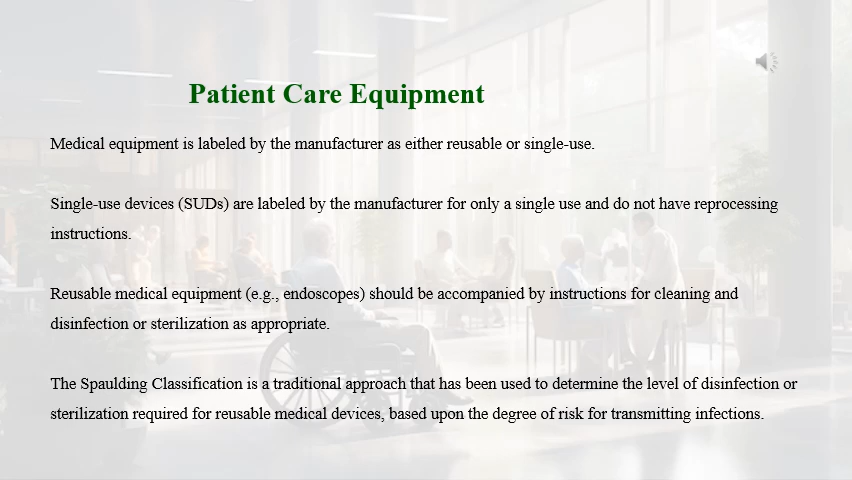 Patient Care Equipment
Medical equipment is labeled by the manufacturer as either reusable or single-use.
Single-use devices (SUDs) are labeled by the manufacturer for only a single use and do not have reprocessing
instructions.
Reusable medical equipment (e.g., endoscopes) should be accompanied by instructions for cleaning and
disinfection or sterilization as appropriate.
The Spaulding Classification is a traditional approach that has been used to determine the level of disinfection or
sterilization required for reusable medical devices, based upon the degree of risk for transmitting infections.